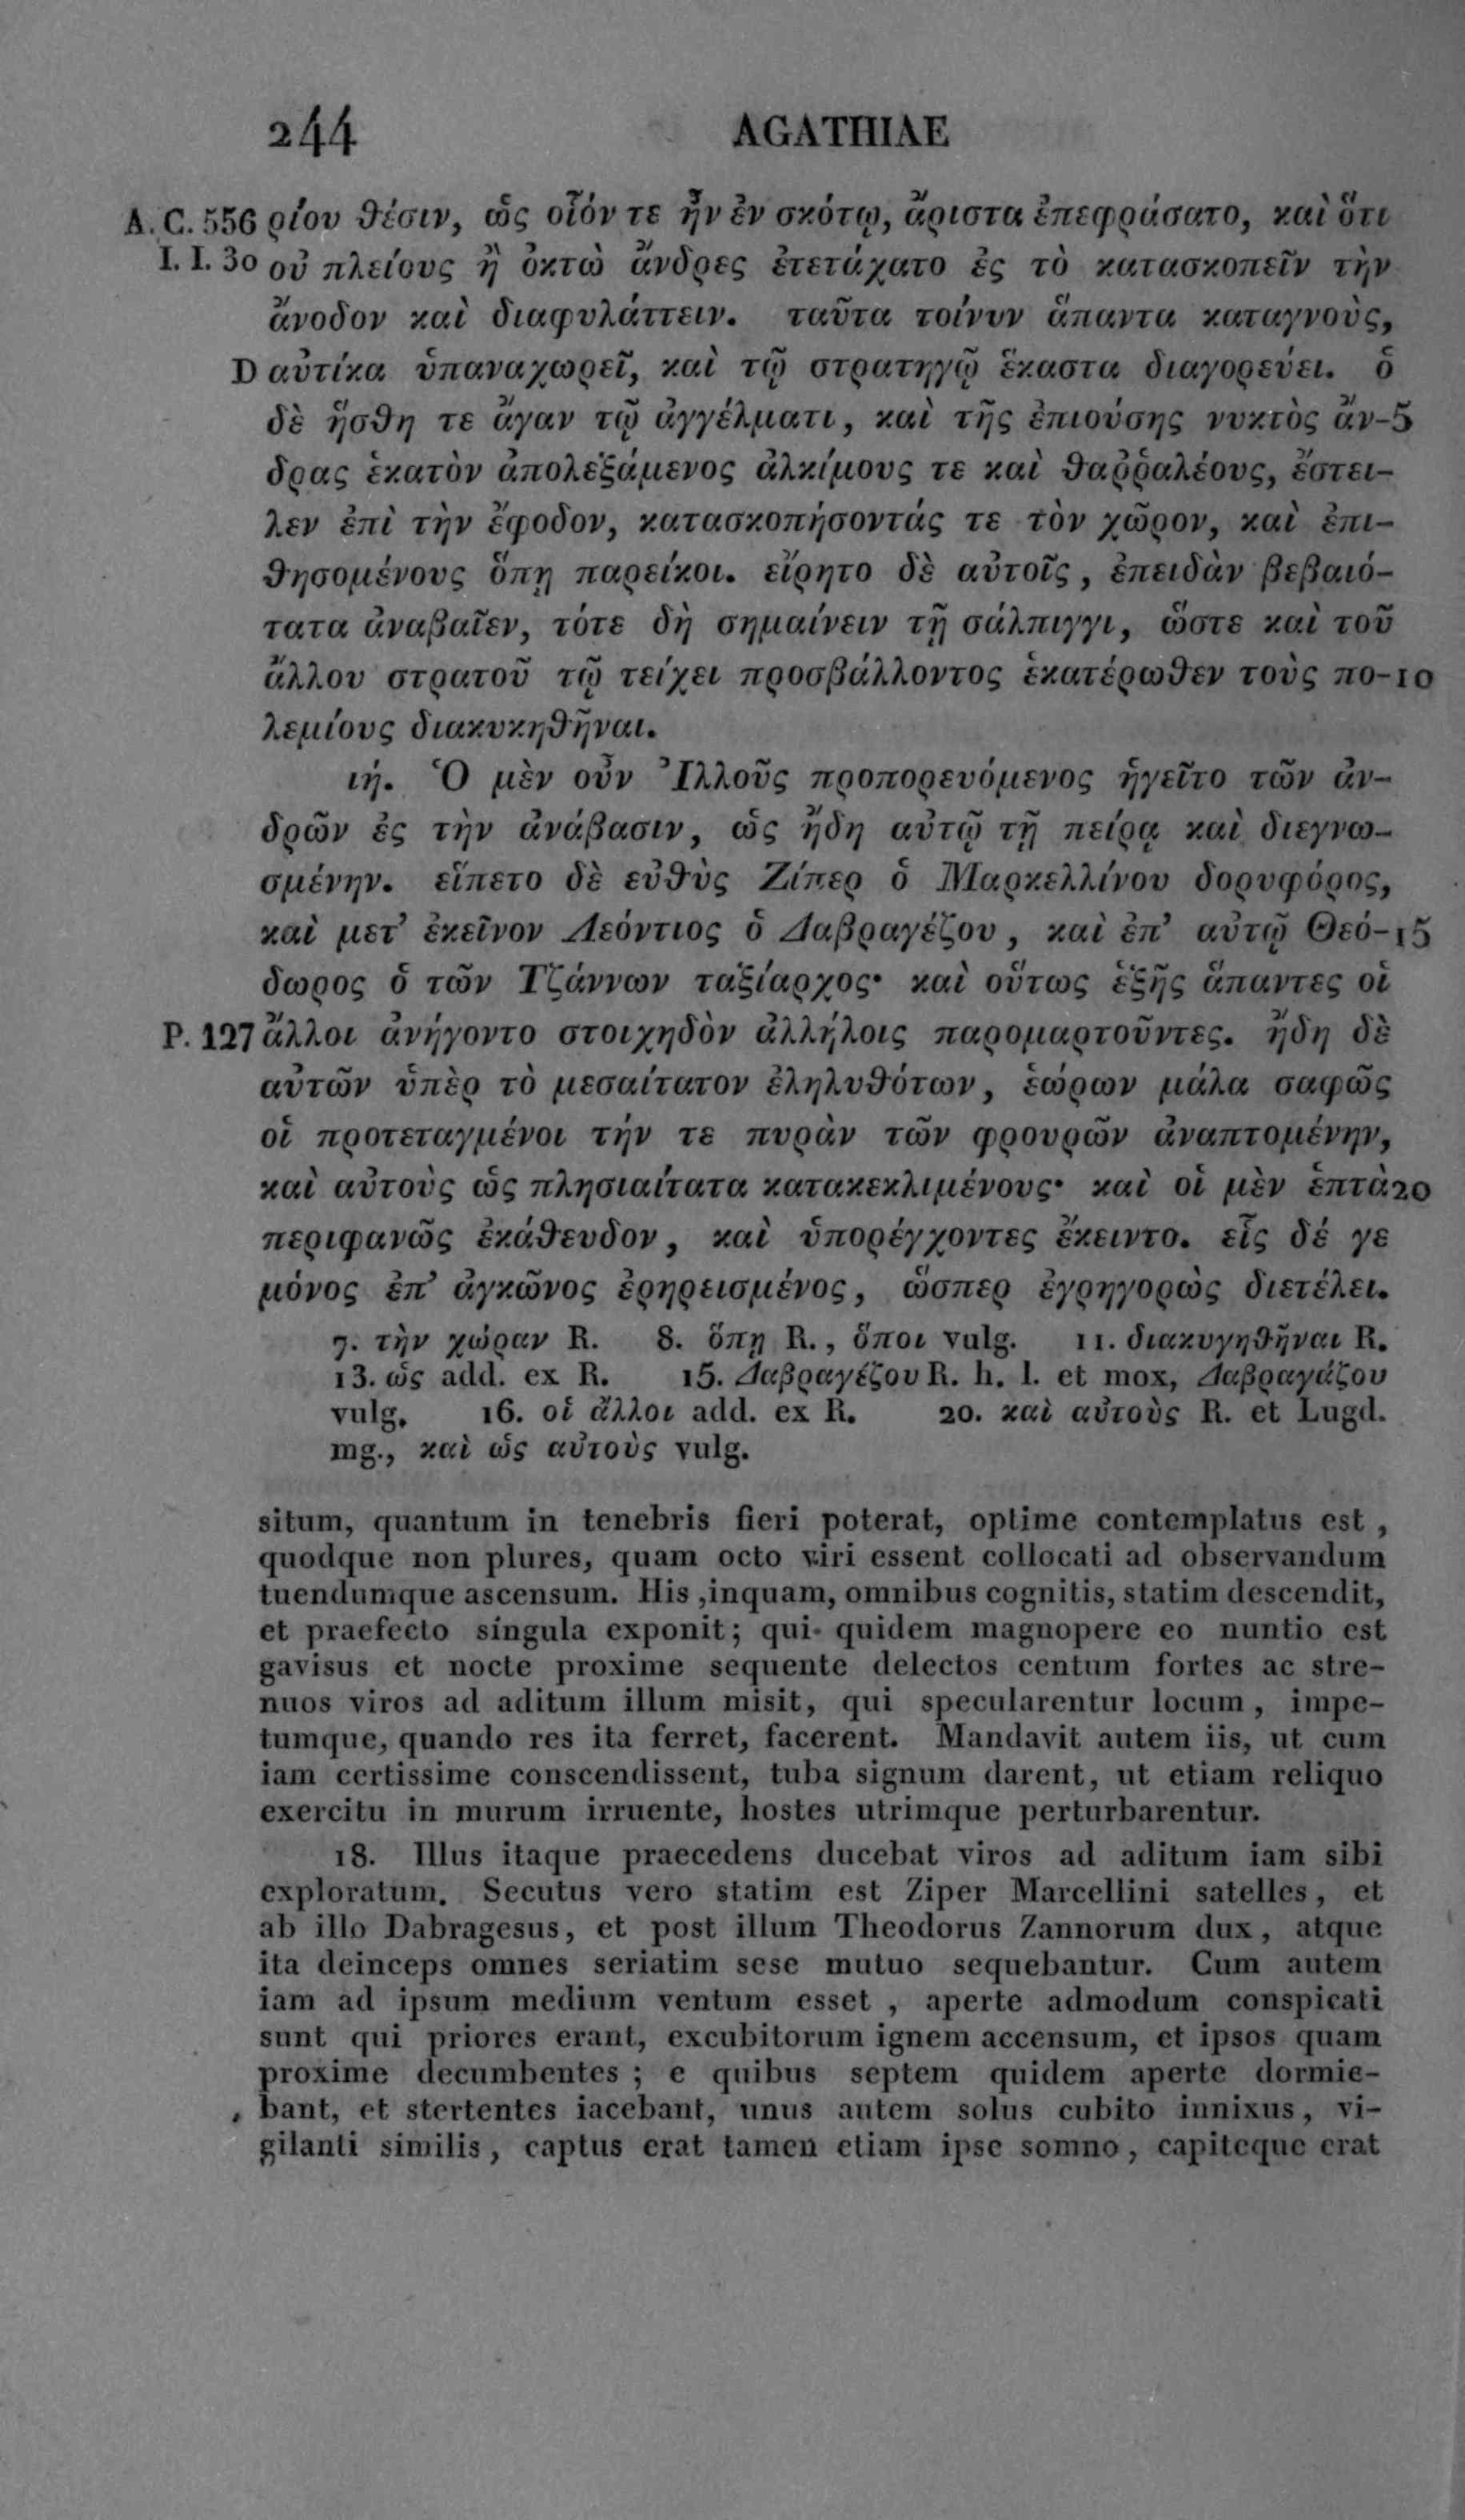 244 AGATHIAE
A. C. 556 ρίου θέσιν, ὡς οἷόν τε ἦν ἐν σκότῳ, ἄριστα ἐπεφράσατο, καὶ ὅτι
I. I. 30 οὐ πλείους ἢ ὀκτὼ ἄνδρες ἐτετάχατο ἐς τὸ κατασκοπεῖν τὴν
ἄνοδον καὶ διαφυλάττειν. ταῦτα τοίνυν ἅπαντα καταγνοὺς,
D αὐτίκα ὑπαναχωρεῖ, καὶ τῷ στρατηγῷ ἕκαστα διαγορεύει. ὁ
δὲ ἥσθη τε ἄγαν τῷ ἀγγέλματι, καὶ τῆς ἐπιούσης νυκτὸς ἄν- 5
δρας ἑκατὸν ἀπολεξάμενος ἀλκίμους τε καὶ θαῤῥαλέους, ἔστει-
λεν ἐπὶ τὴν ἔφοδον, κατασκοπήσοντάς τε τὸν χῶρον, καὶ ἐπι-
θησομένους ὅπῃ παρείκοι. εἴρητο δὲ αὐτοῖς, ἐπειδὰν βεβαιό-
τατα ἀναβαῖεν, τότε δὴ σημαίνειν τῇ σάλπιγγι, ὥστε καὶ τοῦ
ἄλλου στρατοῦ τῷ τείχει προσβάλλοντος ἑκατέρωθεν τοὺς πο- 10
λεμίους διακυκηθῆναι.
ιή. Ὁ μὲν οὖν Ἰλλοῦς προπορευόμενος ἡγεῖτο τῶν ἀν-
δρῶν ἐς τὴν ἀνάβασιν, ὡς ἤδη αὐτῷ τῇ πείρᾳ καὶ διεγνω-
σμένην. εἵπετο δὲ εὐθὺς Ζίπερ ὁ Μαρκελλίνου δορυφόρος,
καὶ μετ’ ἐκεῖνον Λεόντιος ὁ Δαβραγέζου, καὶ ἐπ’ αὐτῷ Θεό- 15
δωρος ὁ τῶν Τζάννων ταξίαρχος· καὶ οὕτως ἑξῆς ἅπαντες οἱ
P. 127 ἄλλοι ἀνήγοντο στοιχηδὸν ἀλλήλοις παρομαρτοῦντες. ἤδη δὲ
αὐτῶν ὑπὲρ τὸ μεσαίτατον ἐληλυθότων, ἑώρων μάλα σαφῶς
οἱ προτεταγμένοι τήν τε πυρὰν τῶν φρουρῶν ἀναπτομένην,
καὶ αὐτοὺς ὡς πλησιαίτατα κατακεκλιμένους· καὶ οἱ μὲν ἑπτὰ 20
περιφανῶς ἐκάθευδον, καὶ ὑπορέγχοντες ἔκειντο. εἷς δέ γε
μόνος ἐπ’ ἀγκῶνος ἐρηρεισμένος, ὥσπερ ἐγρηγορὼς διετέλει.
7. τὴν χώραν R. 8. ὅπῃ R., ὅποι vulg. 11. διακυγηθῆναι R.
13. ὡς add. ex R. 15. Δαβραγέζου R. h. l. et mox, Δαβραγάζου
vulg. 16. οἱ ἄλλοι add. ex R. 20. καὶ αὐτοὺς R. et Lugd.
mg., καὶ ὡς αὐτοὺς vulg.
situm, quantum in tenebris fieri poterat, optime contemplatus est ,
quodque non plures, quam octo viri essent collocati ad observandum
tuendumque ascensum. His ,inquam, omnibus cognitis, statim descendit,
et praefecto singula exponit; qui quidem magnopere eo nuntio est
gavisus et nocte proxime sequente delectos centum fortes ac stre-
nuos viros ad aditum illum misit, qui specularentur locum , impe-
tumque, quando res ita ferret, facerent. Mandavit autem iis, ut cum
iam certissime conscendissent, tuba signum darent, ut etiam reliquo
exercitu in murum irruente, hostes utrimque perturbarentur.
18. Illus itaque praecedens ducebat viros ad aditum iam sibi
exploratum. Secutus vero statim est Ziper Marcellini satelles, et
ab illo Dabragesus, et post illum Theodorus Zannorum dux, atque
ita deinceps omnes seriatim sese mutuo sequebantur. Cum autem
iam ad ipsum medium ventum esset , aperte admodum conspicati
sunt qui priores erant, excubitorum ignem accensum, et ipsos quam
proxime decumbentes ; e quibus septem quidem aperte dormie-
bant, et stertentes iacebant, unus autem solus cubito innixus, vi-
gilanti similis, captus erat tamen etiam ipse somno, capiteque erat